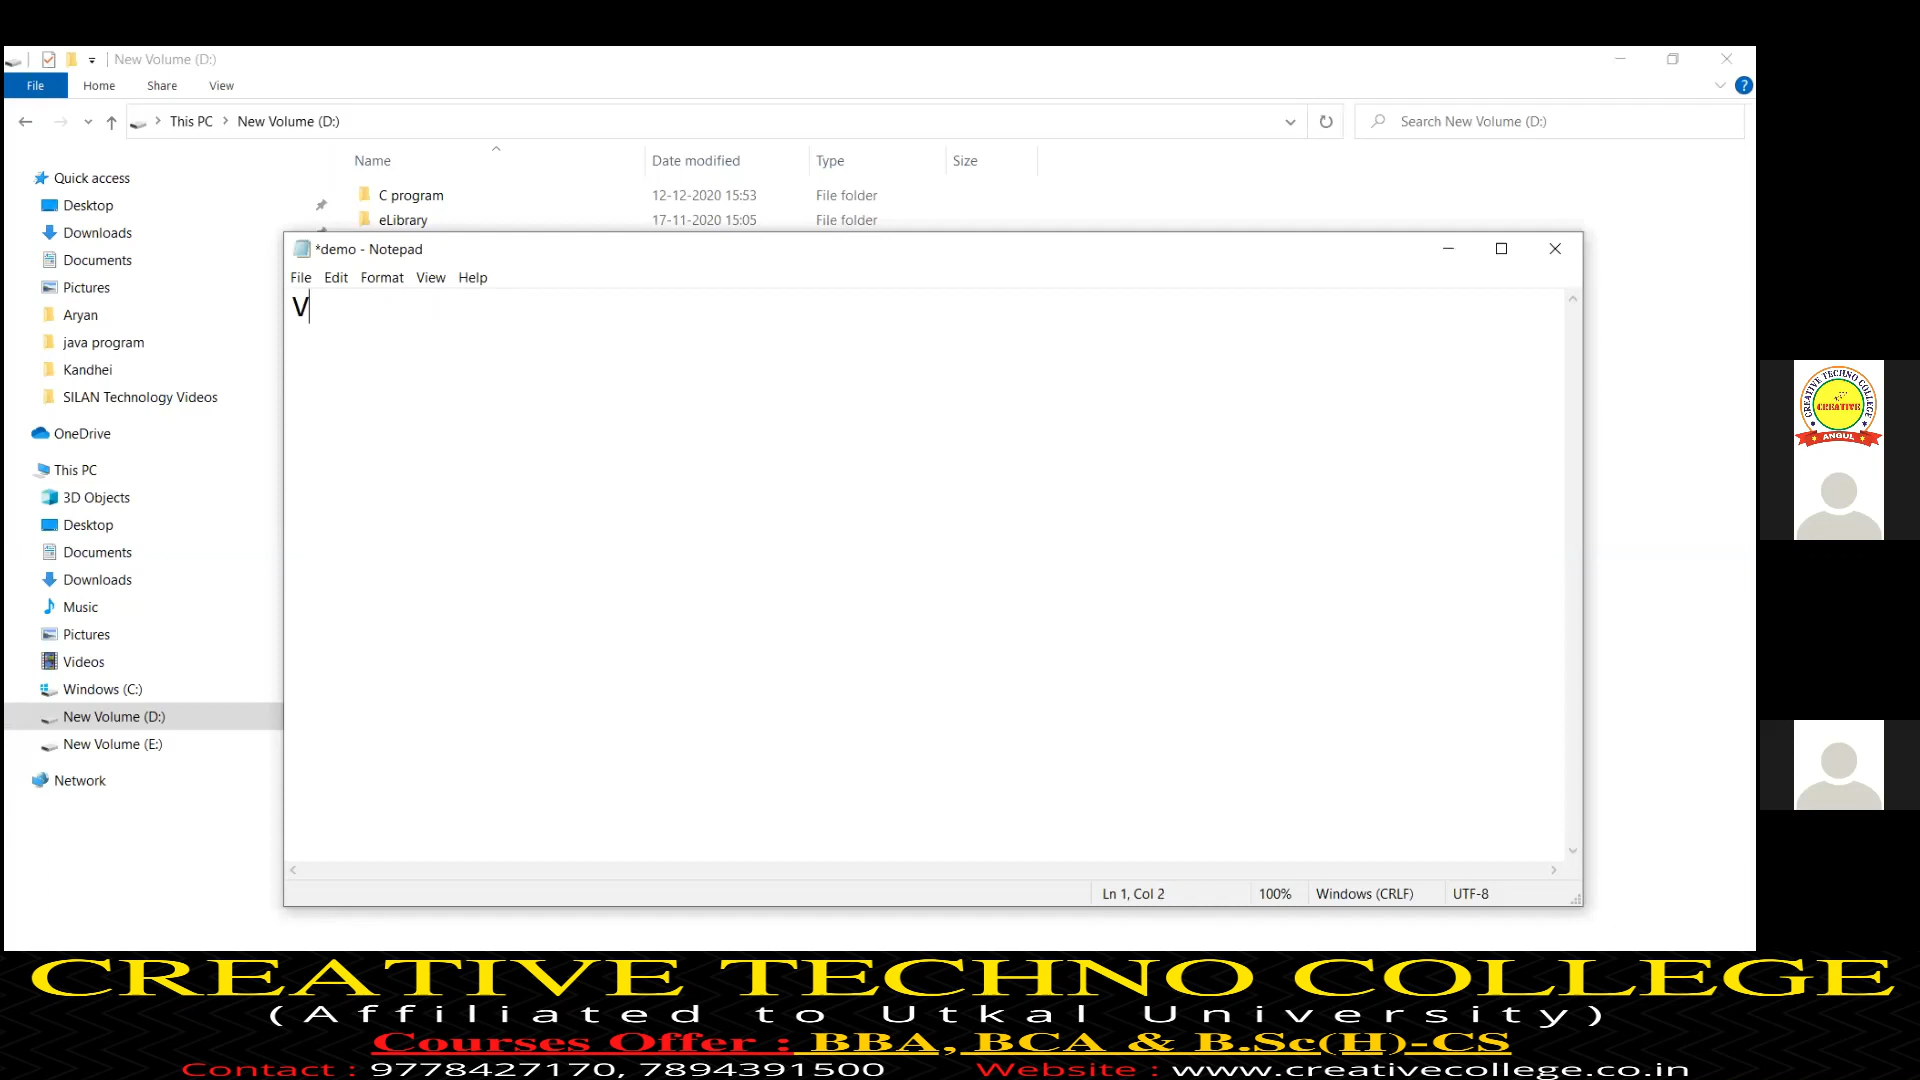 New Volume (D:)
File Home Share View
This PC New Volume (D:)
Search New Volume (D:)
Name Date modified Type Size
C program 12-12-2020 15:53 File folder
eLibrary 17-11-2020 15:05 File folder
Quick access
Desktop
Downloads
Documents
Pictures
Aryan
java program
Kandhei
SILAN Technology Videos
OneDrive
This PC
3D Objects
Desktop
Documents
Downloads
Music
Pictures
Videos
Windows (C:)
New Volume (D:)
New Volume (E:)
Network
*demo - Notepad
File Edit Format View Help
V
Ln 1, Col 2 100% Windows (CRLF) UTF-8
CREATIVE TECHNO COLLEGE
CREATIVE
ANGUL
CREATIVE TECHNO COLLEGE
(Affiliated to Utkal University)
Courses Offer : BBA, BCA & B.Sc(H)-CS
Contact : 9778427170, 7894391500 Website : www.creativecollege.co.in